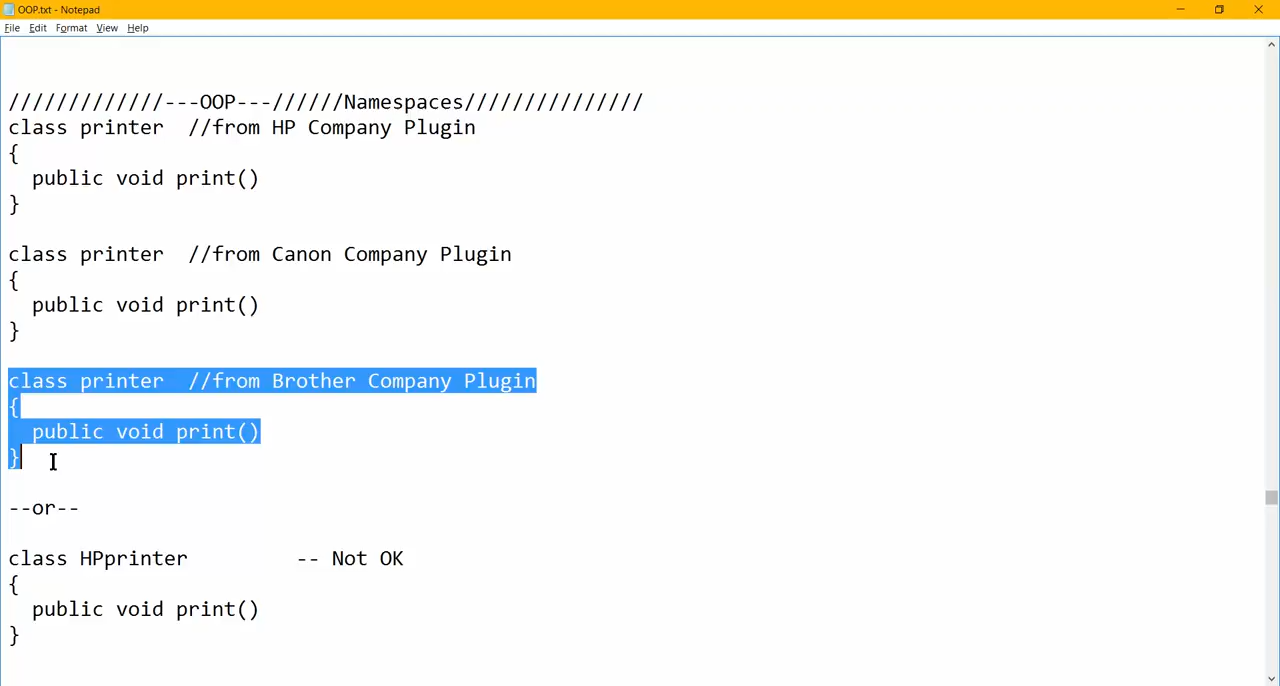 OOP.txt - Notepad
File Edit Format View Help
/////////////---OOP---//////Namespaces///////////////
class printer  //from HP Company Plugin
{
  public void print()
}
class printer  //from Canon Company Plugin
{
  public void print()
}
class printer  //from Brother Company Plugin
{
  public void print()
}
--or--
class HPprinter         -- Not OK
{
  public void print()
}